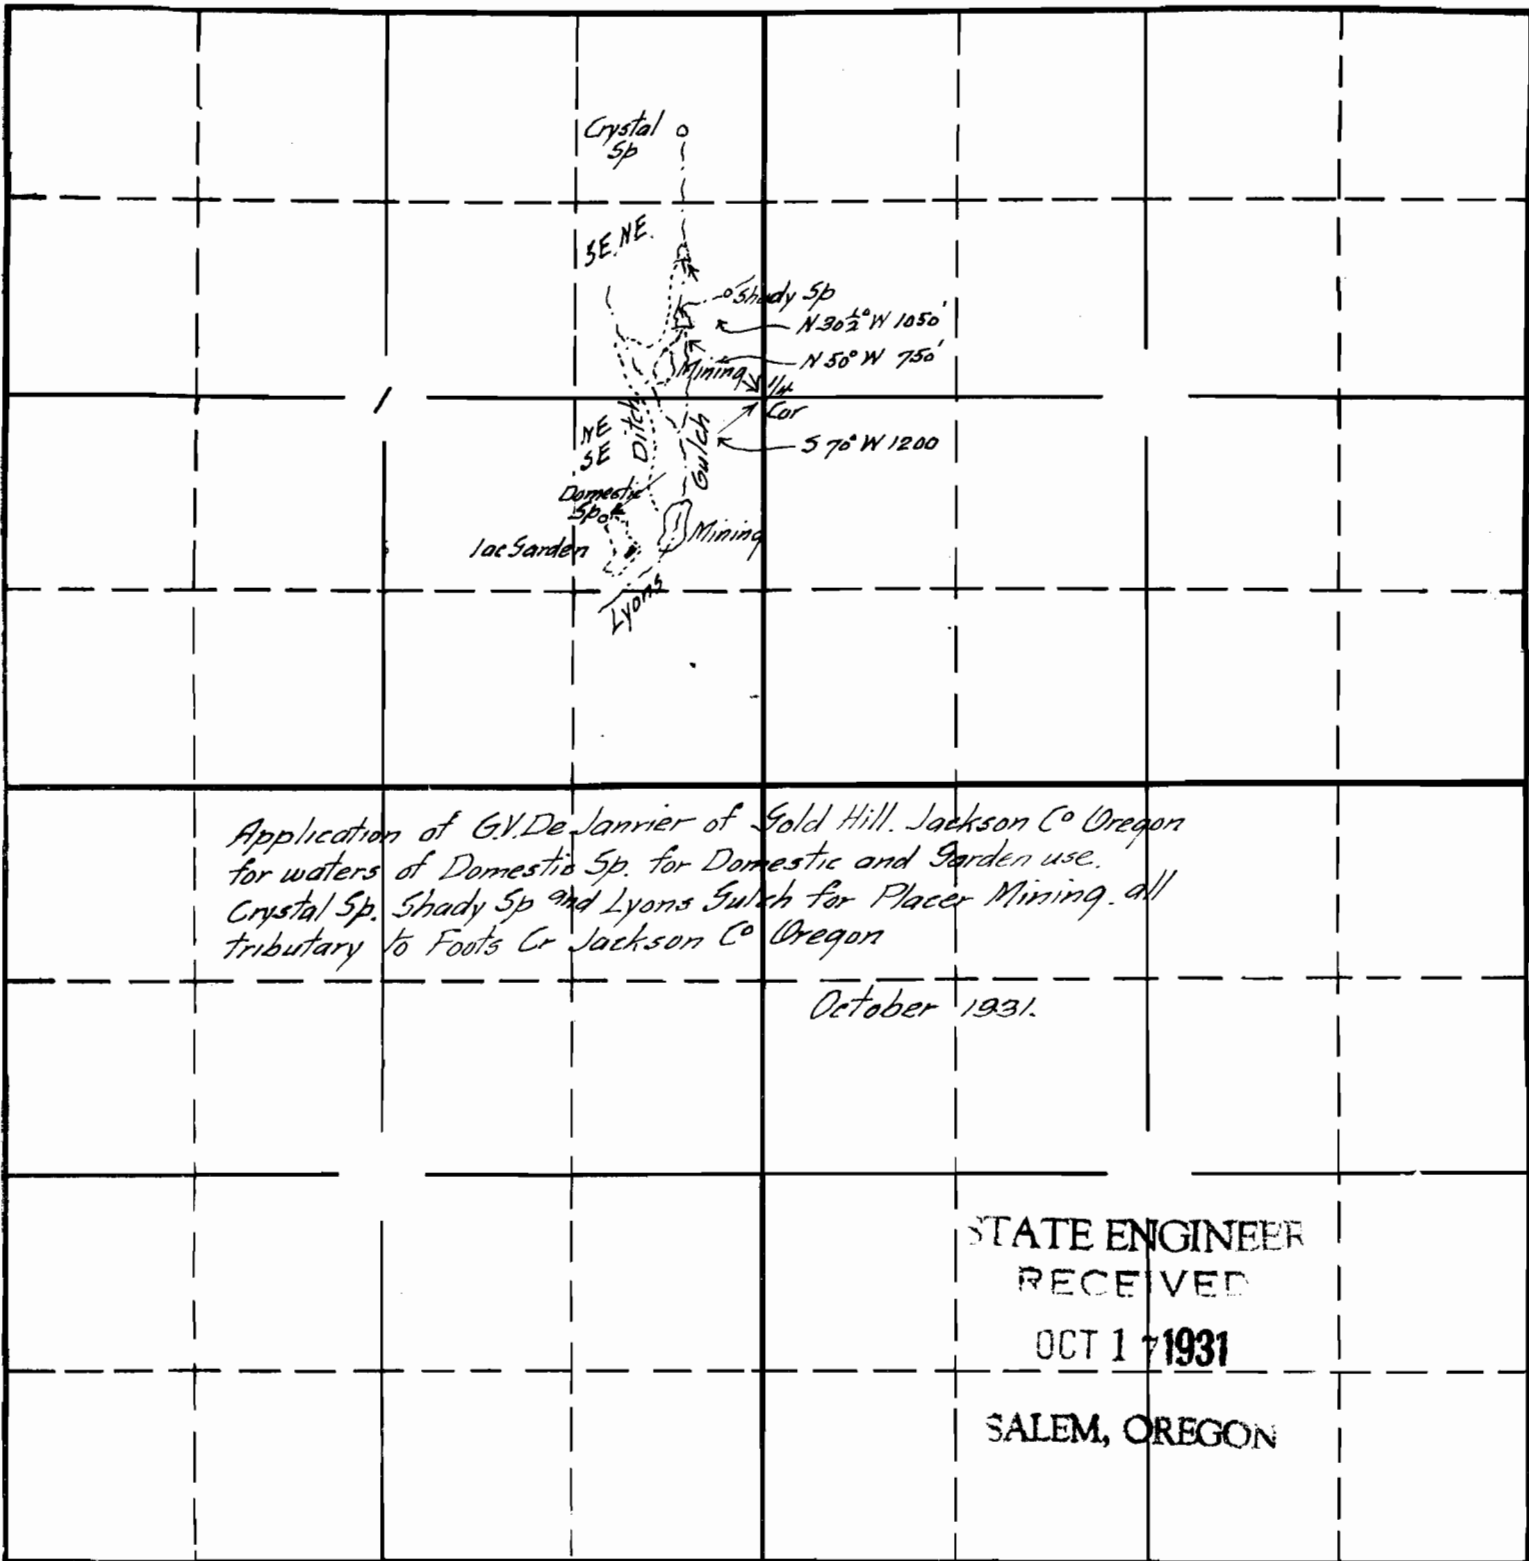 Crystal
Sp
SE.NE.
Shady Sp
N 30½° W 1050'
N 50° W 750'
Mining
1/4
Cor
1
NE
SE
Ditch
Gulch
S 70° W 1200
Domestic
Sp.
1ac Garden
Mining
Lyons
Application of G.V. De Janvier of Gold Hill. Jackson Co Oregon
for waters of Domestic Sp. for Domestic and Garden use.
Crystal Sp. Shady Sp and Lyons Gulch for Placer Mining. all
tributary to Foots Cr Jackson Co Oregon
October 1931.
STATE ENGINEER
RECEIVED
OCT 17 1931
SALEM, OREGON